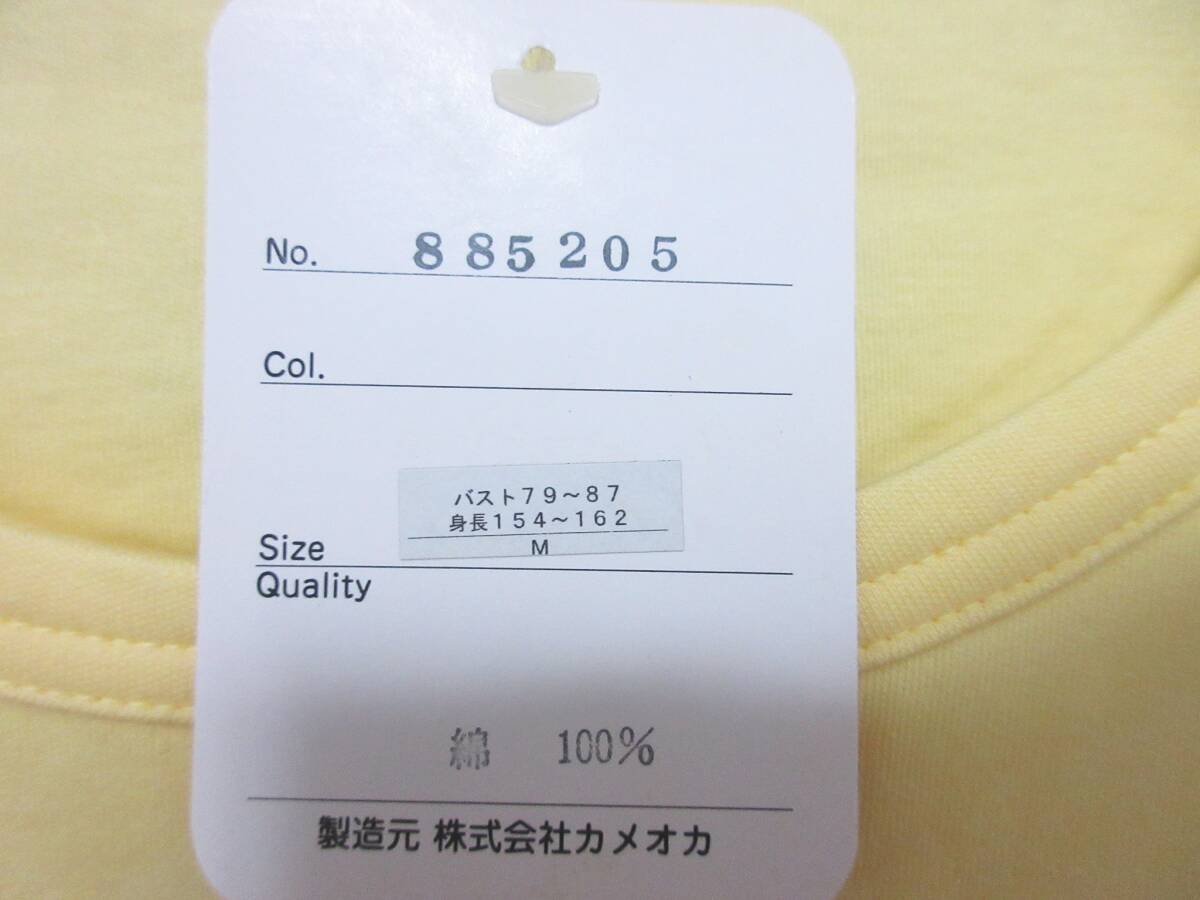 No. 885205
Col.
バスト79～87
身長154～162
Size M
Quality
綿 100%
製造元 株式会社カメオカ